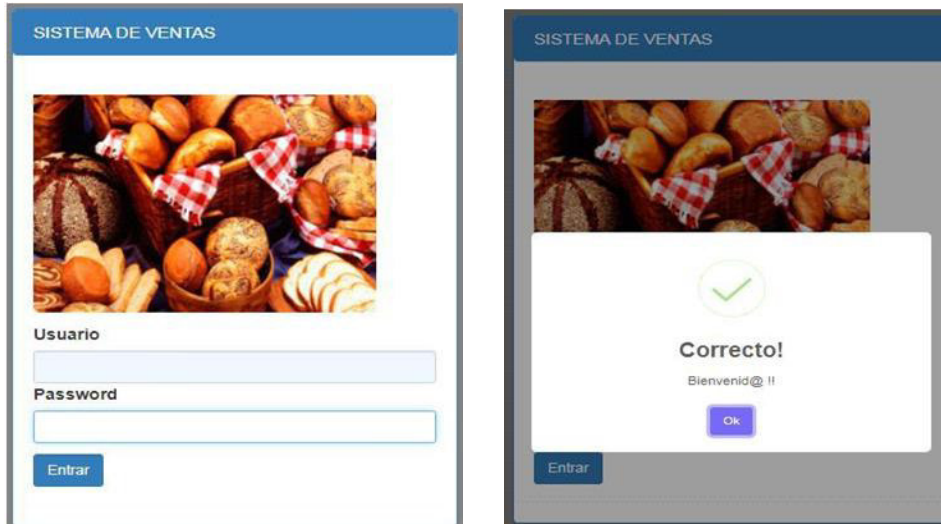 SISTEMA DE VENTAS
Usuario
Password
Entrar
SISTEMA DE VENTAS
Correcto!
Bienvenid@ !!
Ok
Entrar